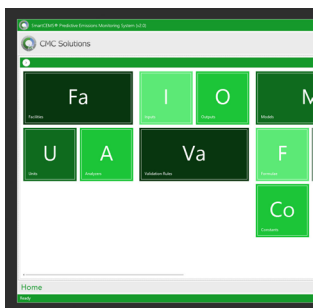 SmartCEMS® Predictive Emissions Monitoring System (v2.0)
CMC Solutions
Fa
Facilities
I
Inputs
O
Outputs
M
Models
U
Units
A
Analyzers
Va
Validation Rules
F
Formulas
Co
Constants
Home
Ready